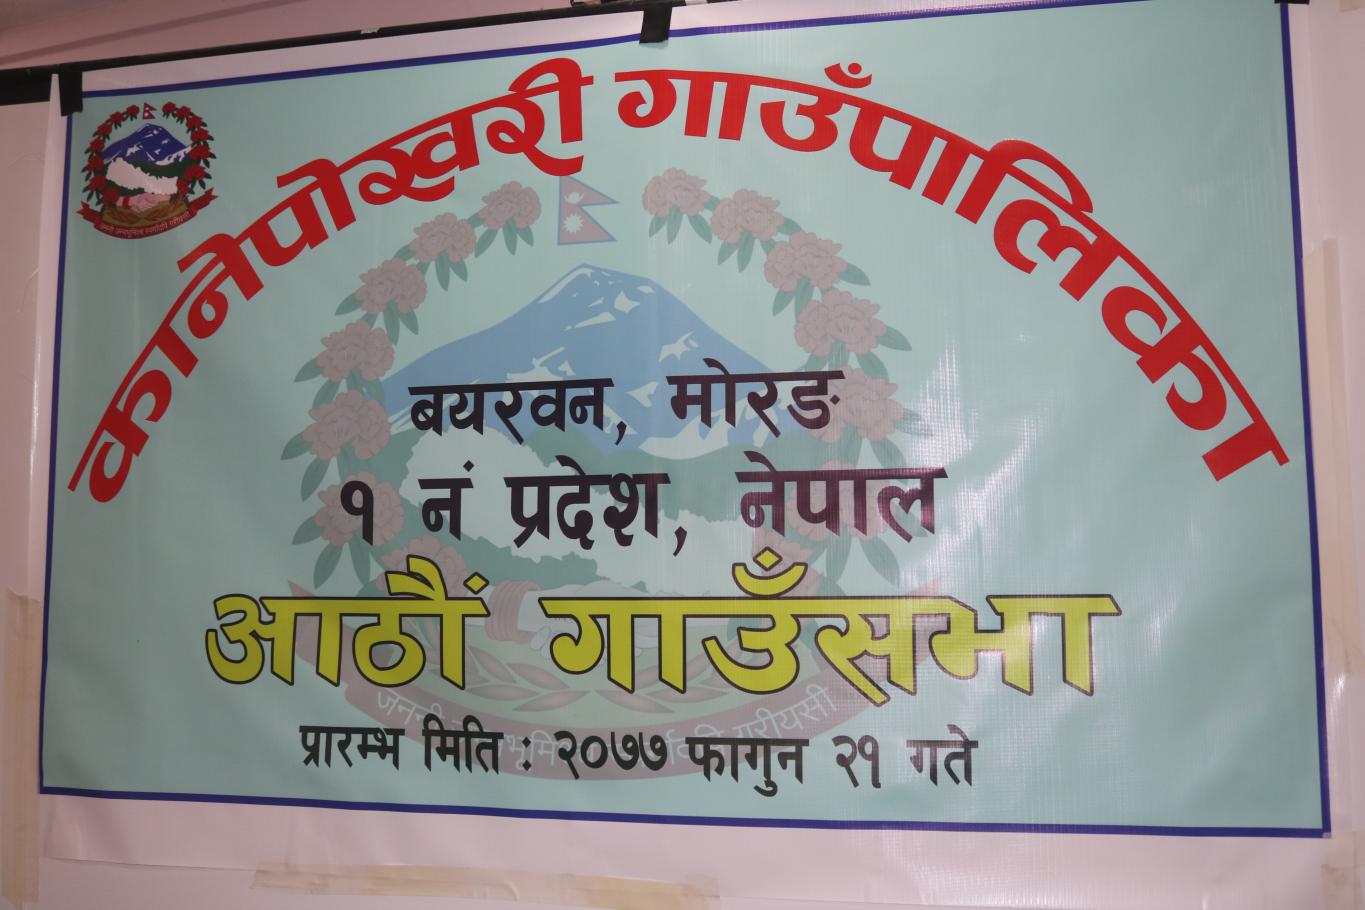 कानेपोखरी गाउँपालिका
बयरवन, मोरङ
१ नं प्रदेश, नेपाल
आठौं गाउँसभा
प्रारम्भ मिति : २०७७ फागुन २१ गते